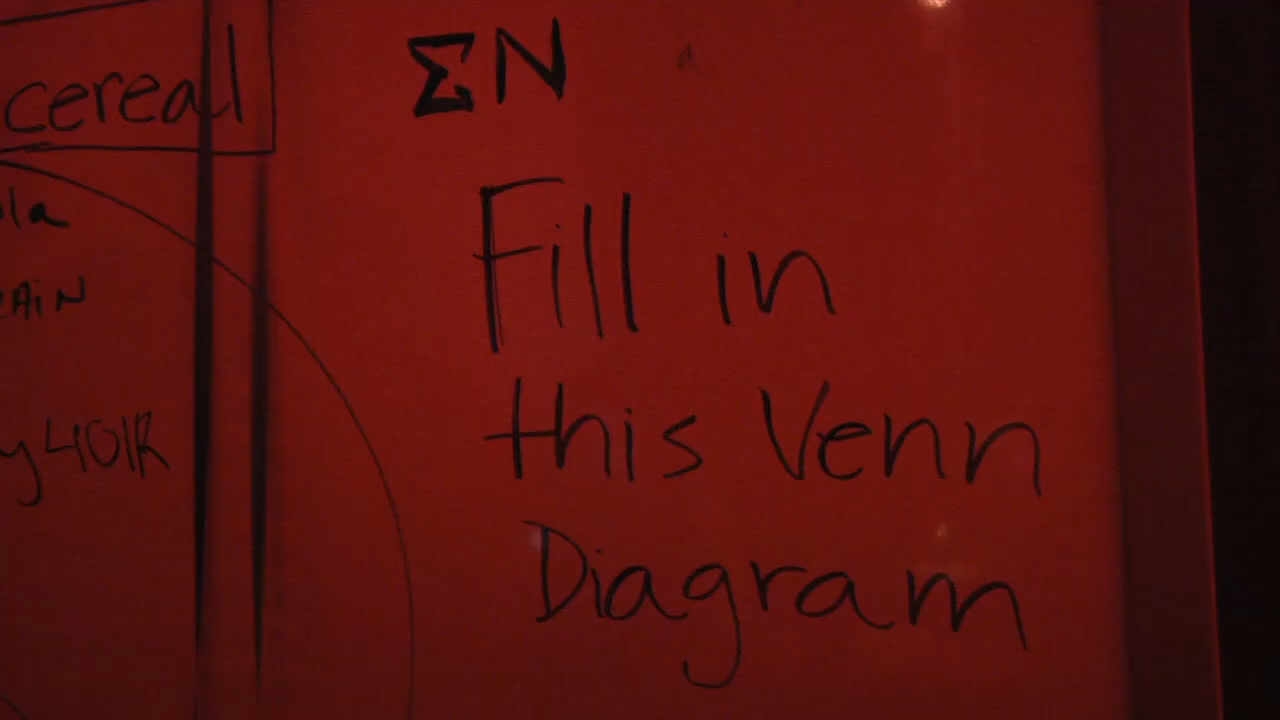 cereal
ΣN
Fill in
this Venn
Diagram